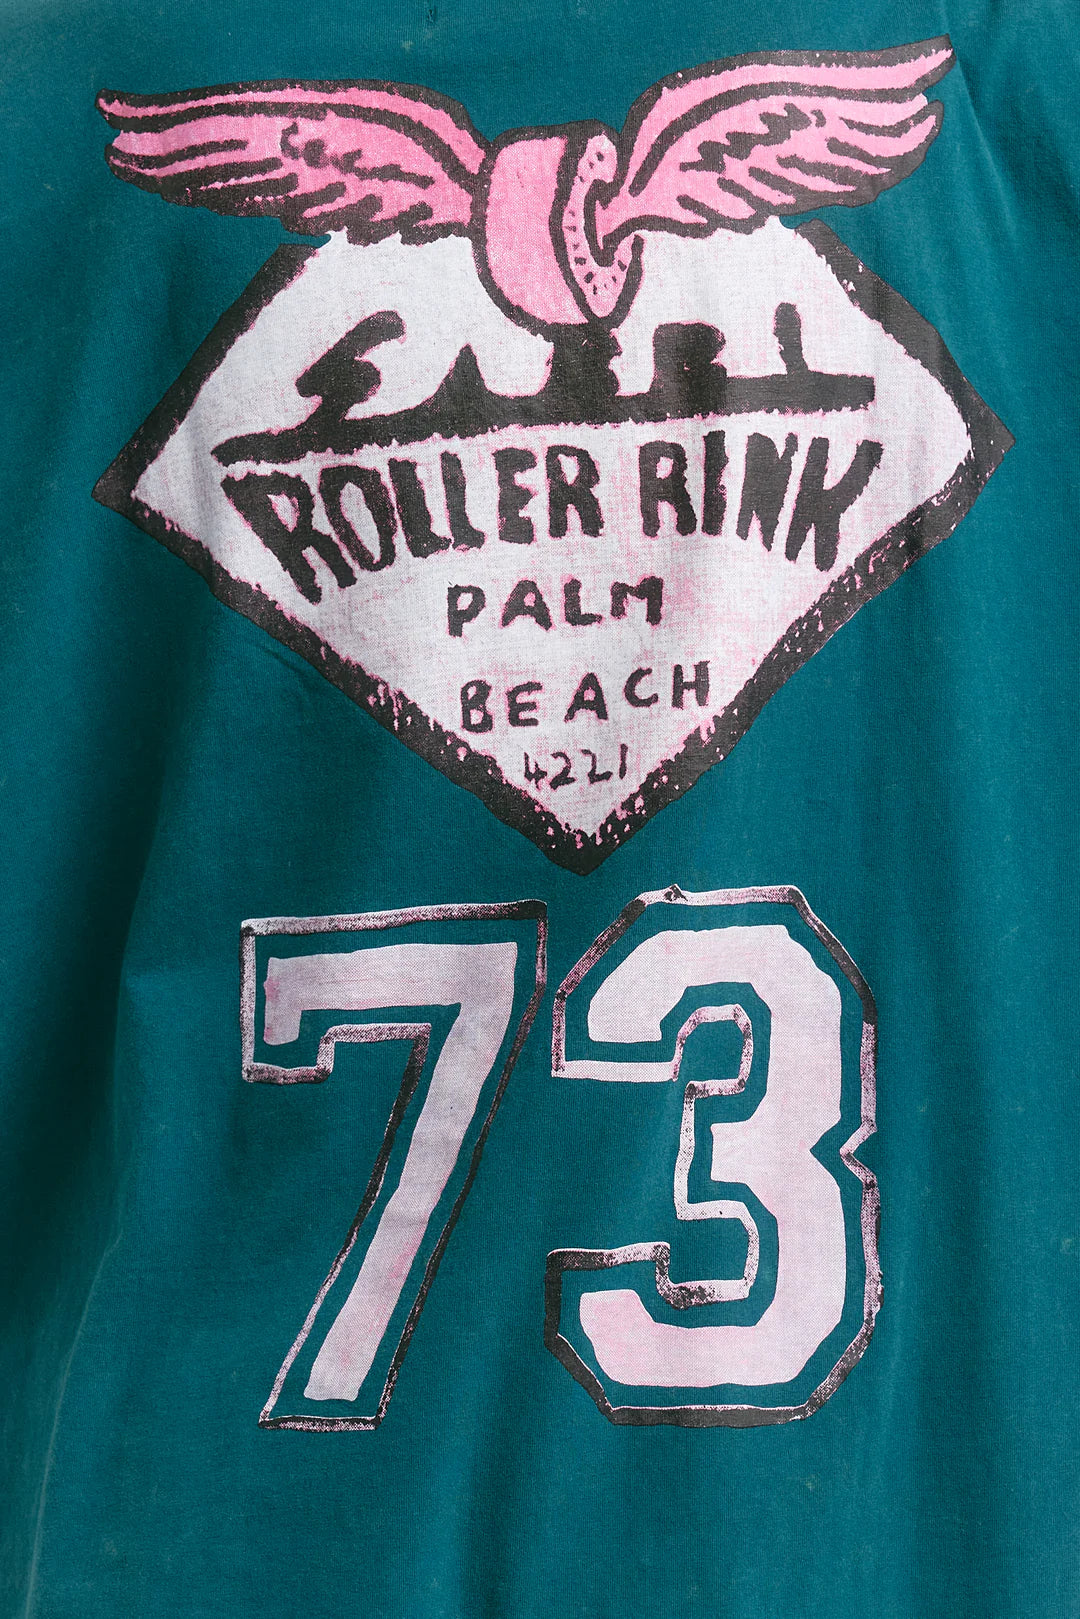 ROLLER RINK
PALM
BEACH
4221
73